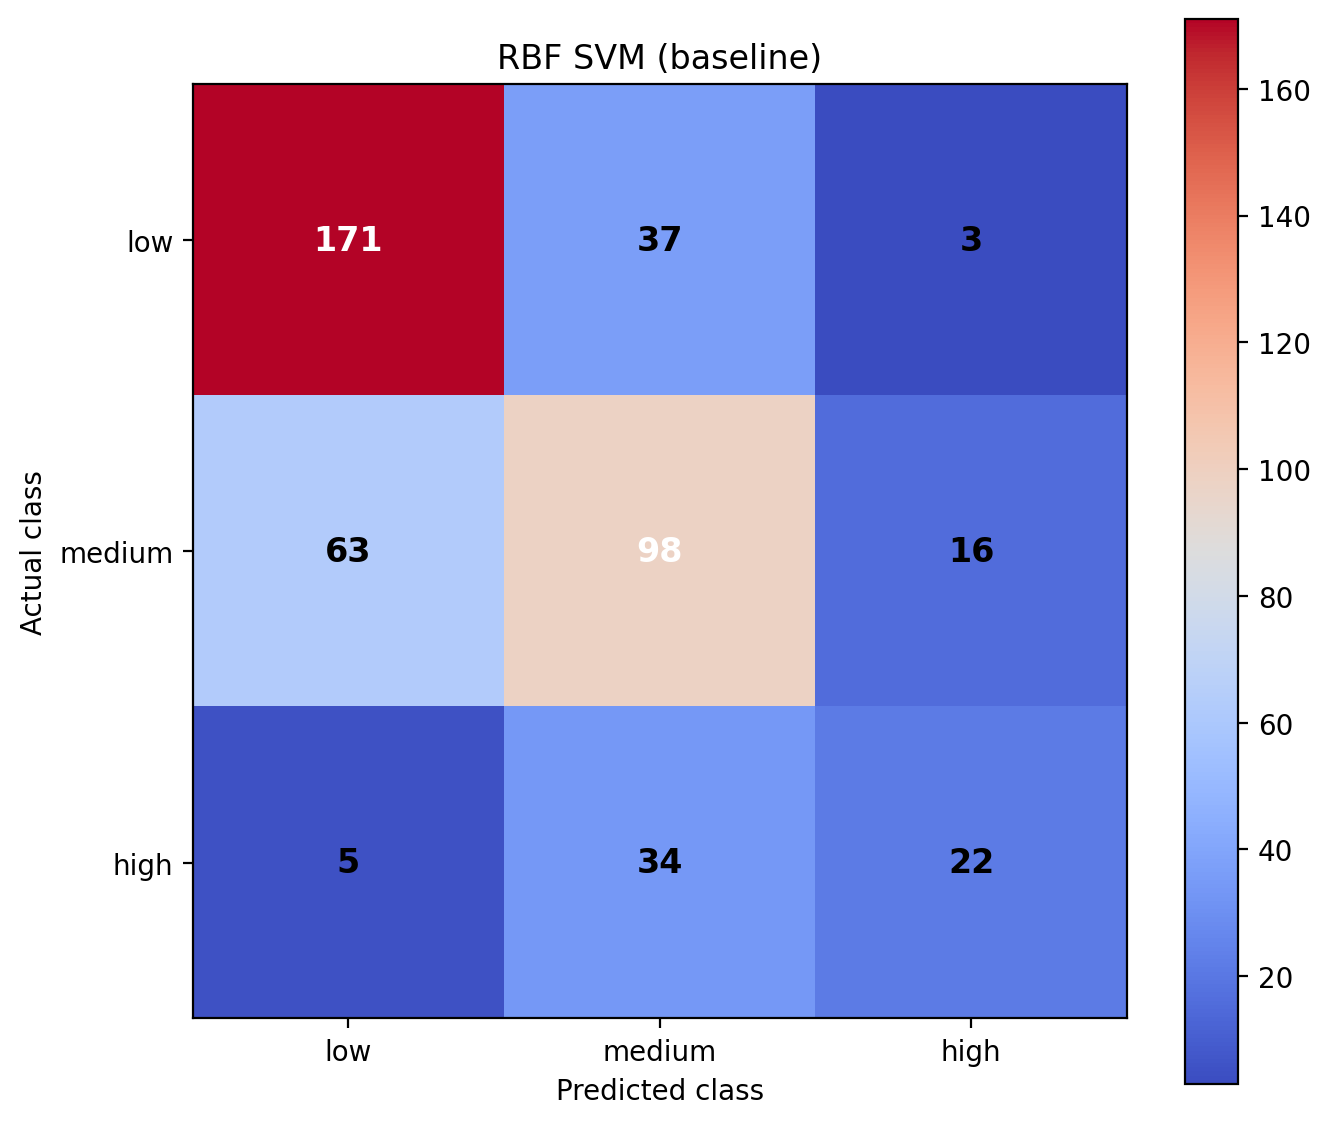 RBF SVM (baseline)
Actual class
low
medium
high
171 37 3
63 98 16
5 34 22
low medium high
Predicted class
160
140
120
100
80
60
40
20